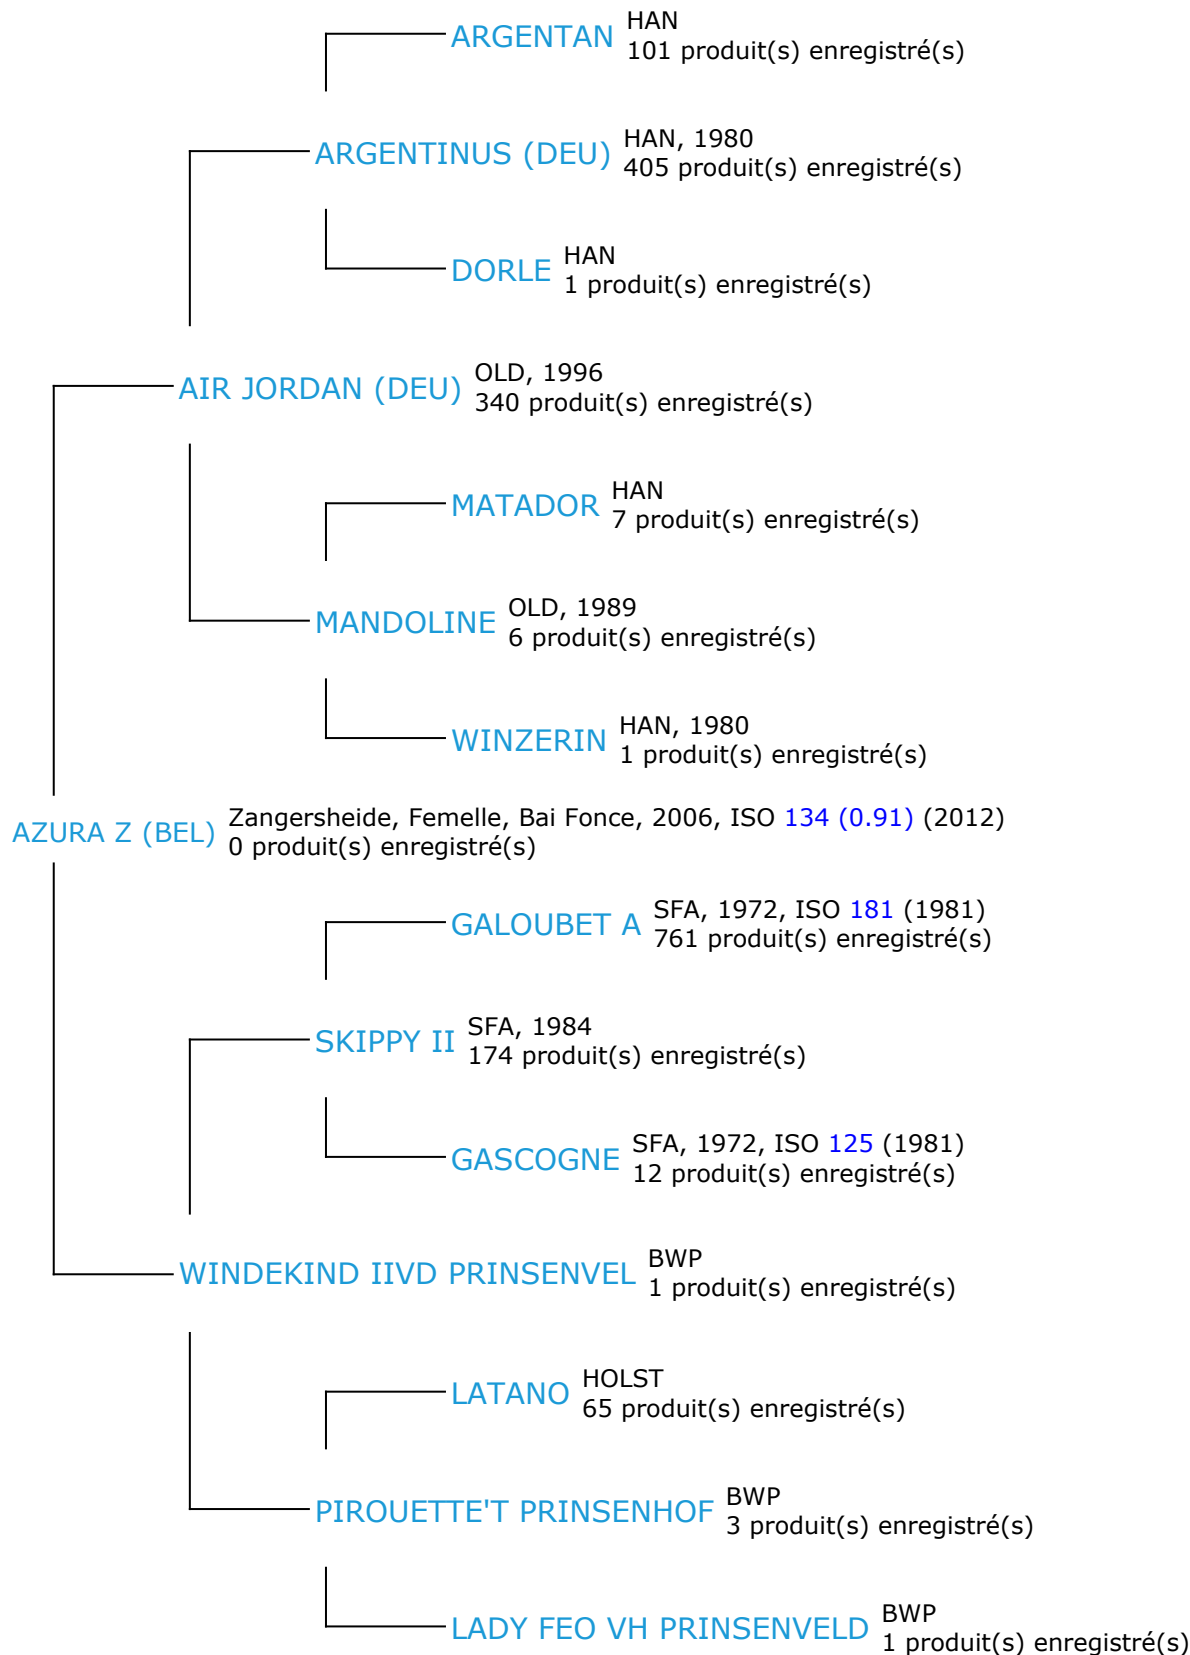 ARGENTAN HAN
101 produit(s) enregistré(s)
ARGENTINUS (DEU) HAN, 1980
405 produit(s) enregistré(s)
DORLE HAN
1 produit(s) enregistré(s)
AIR JORDAN (DEU) OLD, 1996
340 produit(s) enregistré(s)
MATADOR HAN
7 produit(s) enregistré(s)
MANDOLINE OLD, 1989
6 produit(s) enregistré(s)
WINZERIN HAN, 1980
1 produit(s) enregistré(s)
AZURA Z (BEL) Zangersheide, Femelle, Bai Fonce, 2006, ISO 134 (0.91) (2012)
0 produit(s) enregistré(s)
GALOUBET A SFA, 1972, ISO 181 (1981)
761 produit(s) enregistré(s)
SKIPPY II SFA, 1984
174 produit(s) enregistré(s)
GASCOGNE SFA, 1972, ISO 125 (1981)
12 produit(s) enregistré(s)
WINDEKIND IIVD PRINSENVEL BWP
1 produit(s) enregistré(s)
LATANO HOLST
65 produit(s) enregistré(s)
PIROUETTE'T PRINSENHOF BWP
3 produit(s) enregistré(s)
LADY FEO VH PRINSENVELD BWP
1 produit(s) enregistré(s)